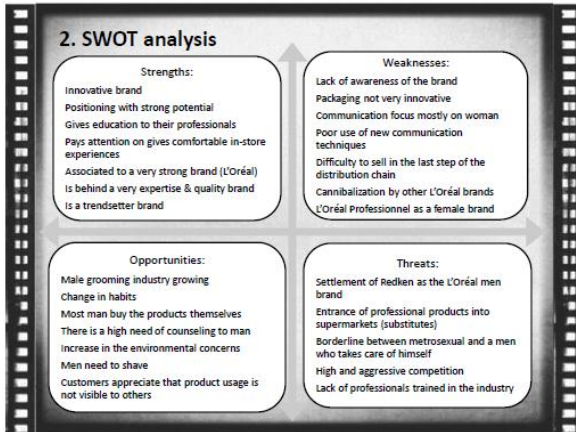 2. SWOT analysis
Strengths:
Innovative brand
Positioning with strong potential
Gives education to their professionals
Pays attention on gives comfortable in-store
experiences
Associated to a very strong brand (L'Oréal)
Is behind a very expertise & quality brand
Is a trendsetter brand
Weaknesses:
Lack of awareness of the brand
Packaging not very innovative
Communication focus mostly on woman
Poor use of new communication
techniques
Difficulty to sell in the last step of the
distribution chain
Cannibalization by other L'Oréal brands
L'Oréal Professionnel as a female brand
Opportunities:
Male grooming industry growing
Change in habits
Most man buy the products themselves
There is a high need of counseling to man
Increase in the environmental concerns
Men need to shave
Customers appreciate that product usage is
not visible to others
Threats:
Settlement of Redken as the L'Oréal men
brand
Entrance of professional products into
supermarkets (substitutes)
Borderline between metrosexual and a men
who takes care of himself
High and aggressive competition
Lack of professionals trained in the industry